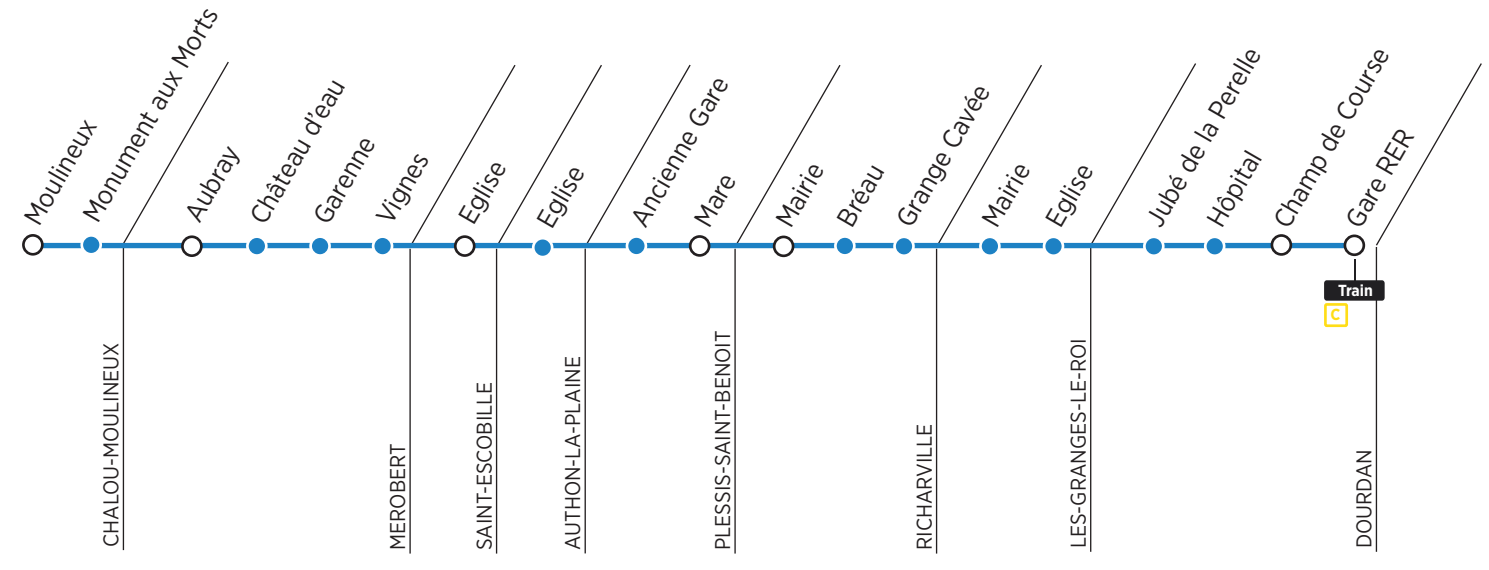 Moulineux
Monument aux Morts
Aubray
Château d'eau
Garenne
Vignes
Eglise
Eglise
Ancienne Gare
Mare
Mairie
Bréau
Grange Cavée
Mairie
Eglise
Jubé de la Perelle
Hôpital
Champ de Course
Gare RER
Train
C
CHALOU-MOULINEUX
MEROBERT
SAINT-ESCOBILLE
AUTHON-LA-PLAINE
PLESSIS-SAINT-BENOIT
RICHARVILLE
LES-GRANGES-LE-ROI
DOURDAN